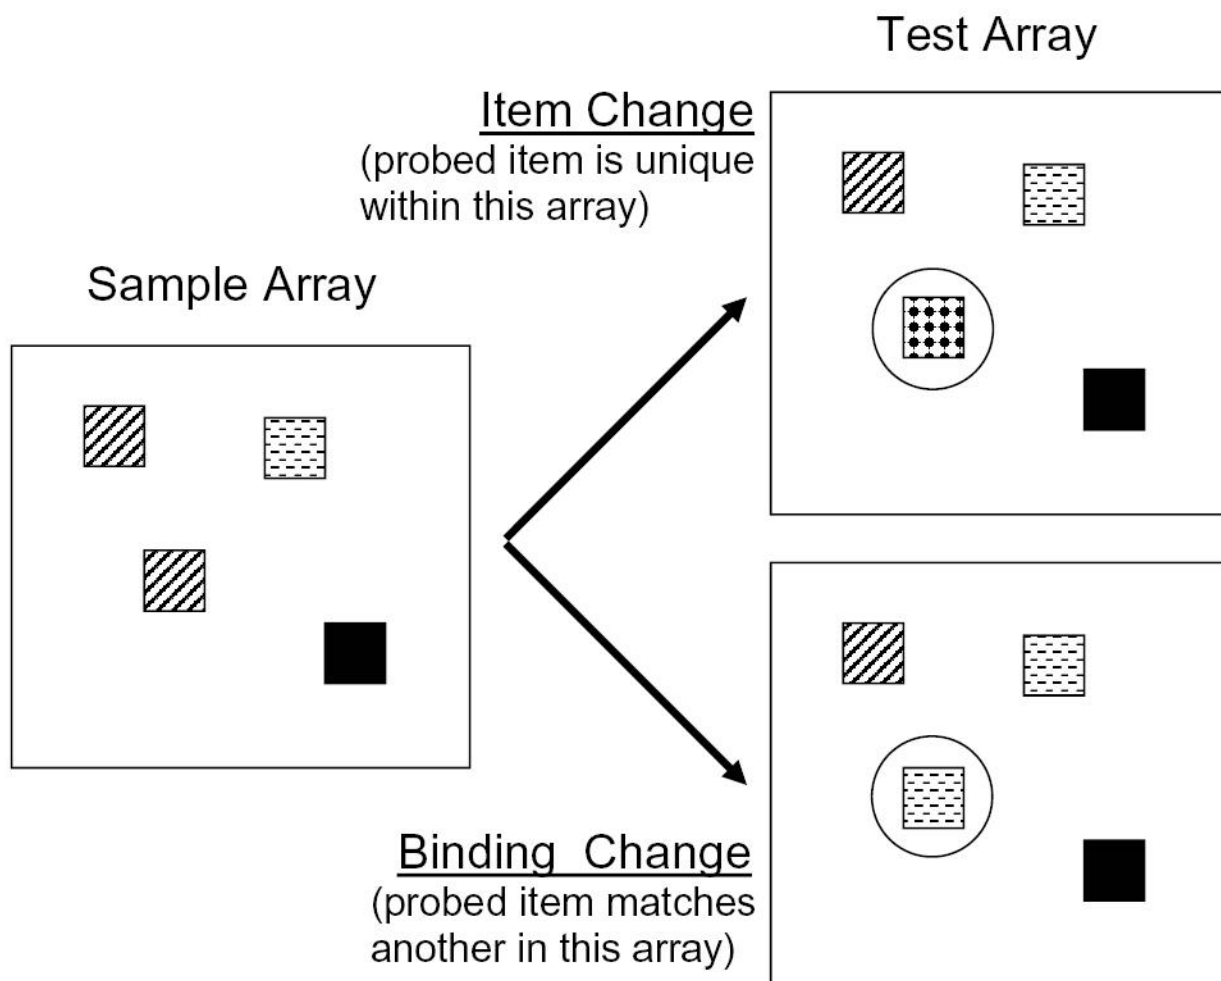 Test Array
Item Change
(probed item is unique
within this array)
Sample Array
Binding Change
(probed item matches
another in this array)